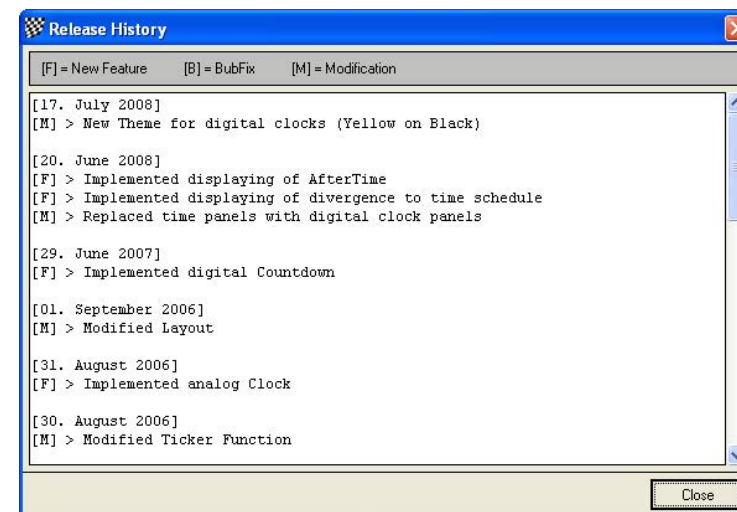 Release History
[F] = New Feature [B] = BubFix [M] = Modification
[17. July 2008]
[M] > New Theme for digital clocks (Yellow on Black)
[20. June 2008]
[F] > Implemented displaying of AfterTime
[F] > Implemented displaying of divergence to time schedule
[M] > Replaced time panels with digital clock panels
[29. June 2007]
[F] > Implemented digital Countdown
[01. September 2006]
[M] > Modified Layout
[31. August 2006]
[F] > Implemented analog Clock
[30. August 2006]
[M] > Modified Ticker Function
Close